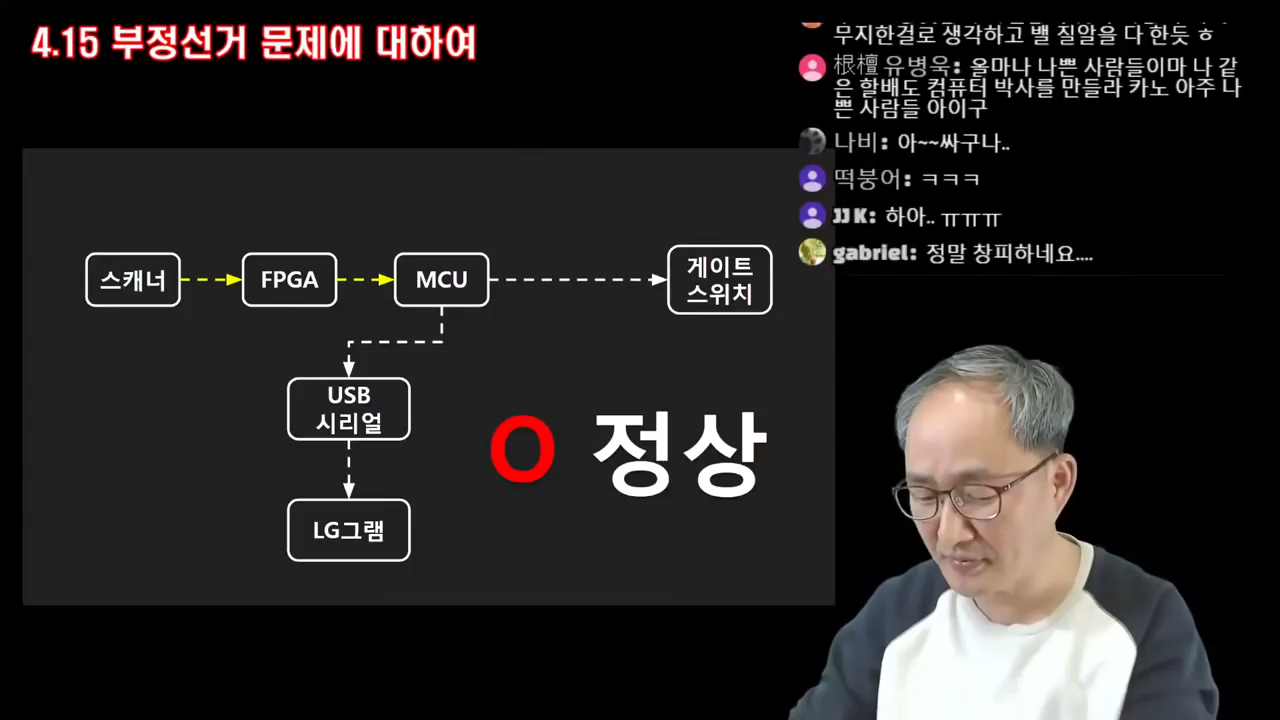 4.15 부정선거 문제에 대하여
무지한걸로 생각하고 밸 질알을 다 한듯 ㅎ
根檀 유병욱: 올마나 나쁜 사람들이마 나 같
은 할배도 컴퓨터 박사를 만들라 카노 아주 나
쁜 사람들 아이구
나비: 아~~싸구나..
떡붕어: ㅋㅋㅋ
JJ K: 하아.. ㅠㅠㅠ
gabriel: 정말 창피하네요....
스캐너
FPGA
MCU
게이트
스위치
USB
시리얼
O 정상
LG그램